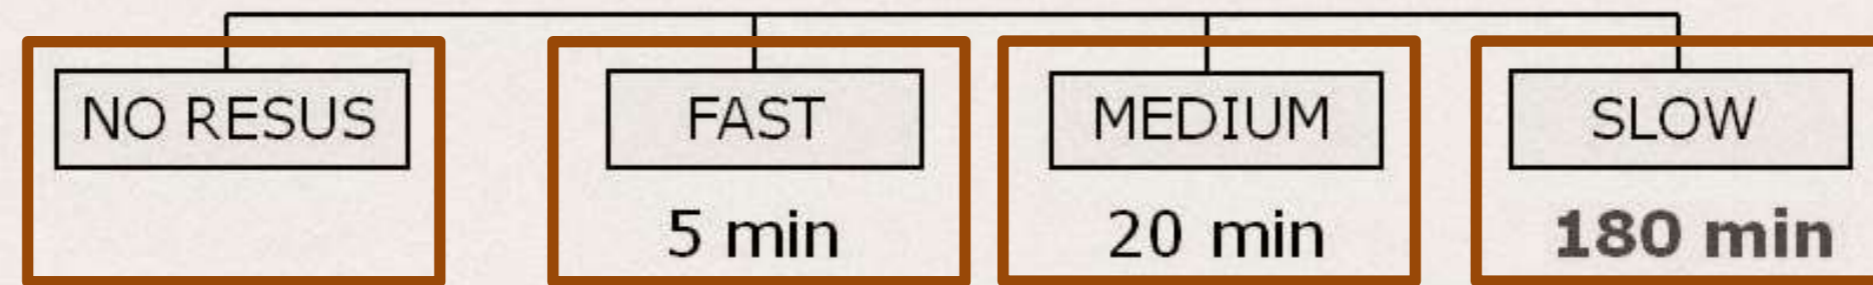 NO RESUS FAST MEDIUM SLOW
5 min 20 min 180 min